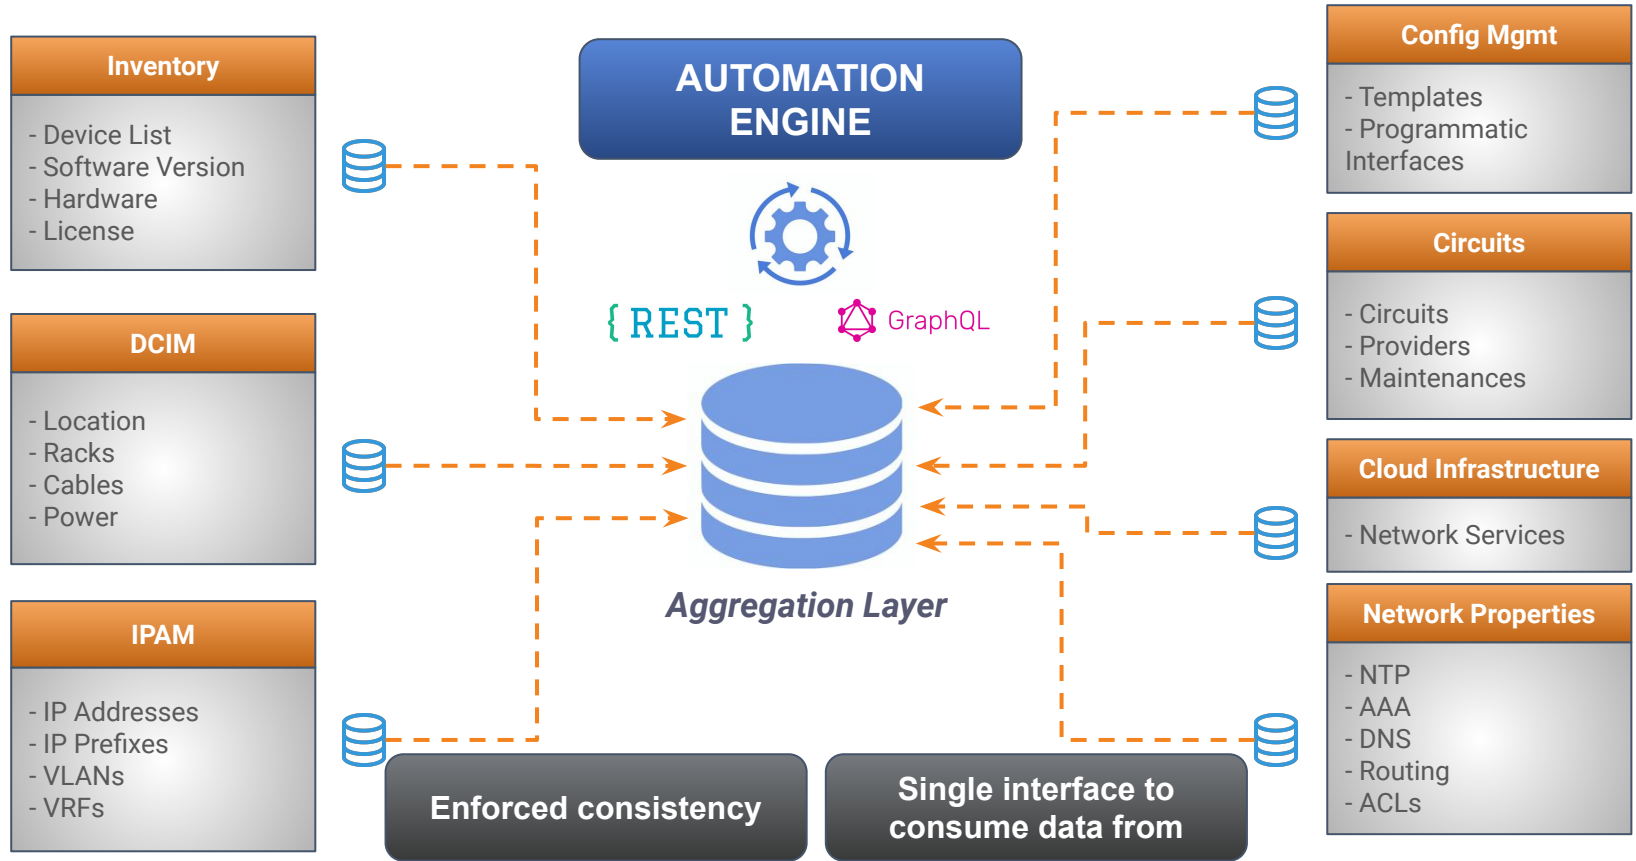 Inventory
- Device List
- Software Version
- Hardware
- License
DCIM
- Location
- Racks
- Cables
- Power
IPAM
- IP Addresses
- IP Prefixes
- VLANs
- VRFs
AUTOMATION
ENGINE
{ REST }
GraphQL
Aggregation Layer
Enforced consistency
Single interface to
consume data from
Config Mgmt
- Templates
- Programmatic
Interfaces
Circuits
- Circuits
- Providers
- Maintenances
Cloud Infrastructure
- Network Services
Network Properties
- NTP
- AAA
- DNS
- Routing
- ACLs